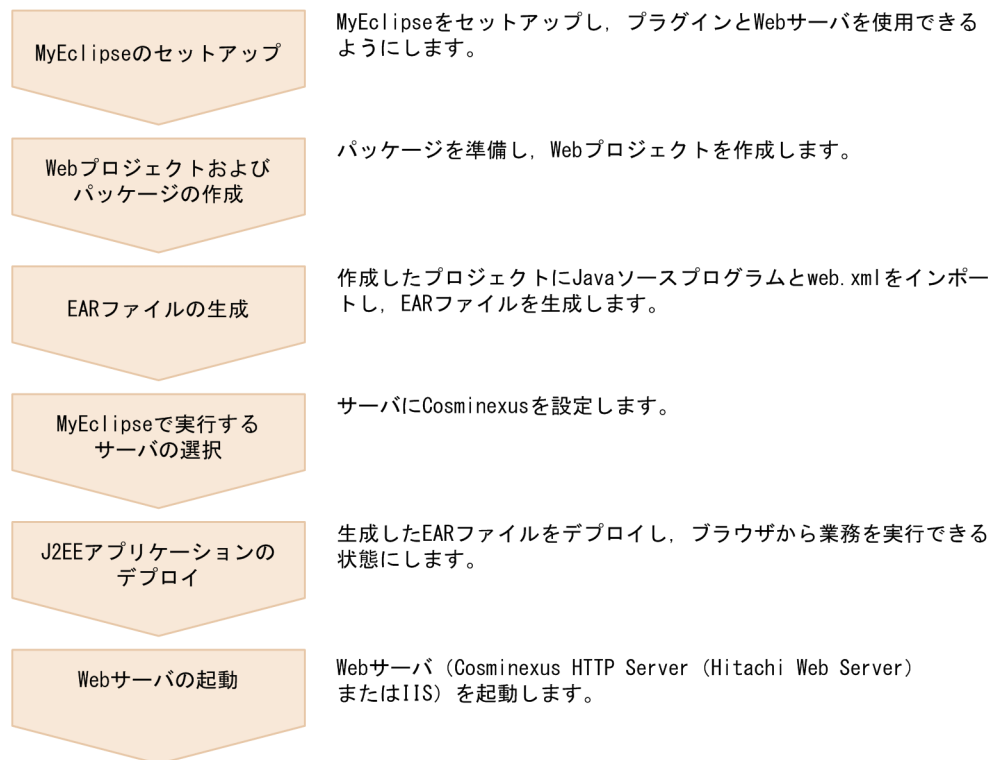 MyEclipseのセットアップ
MyEclipseをセットアップし，プラグインとWebサーバを使用できる
ようにします。
Webプロジェクトおよび
パッケージの作成
パッケージを準備し，Webプロジェクトを作成します。
EARファイルの生成
作成したプロジェクトにJavaソースプログラムとweb.xmlをインポー
トし，EARファイルを生成します。
MyEclipseで実行する
サーバの選択
サーバにCosminexusを設定します。
J2EEアプリケーションの
デプロイ
生成したEARファイルをデプロイし，ブラウザから業務を実行できる
状態にします。
Webサーバの起動
Webサーバ（Cosminexus HTTP Server（Hitachi Web Server）
またはIIS）を起動します。